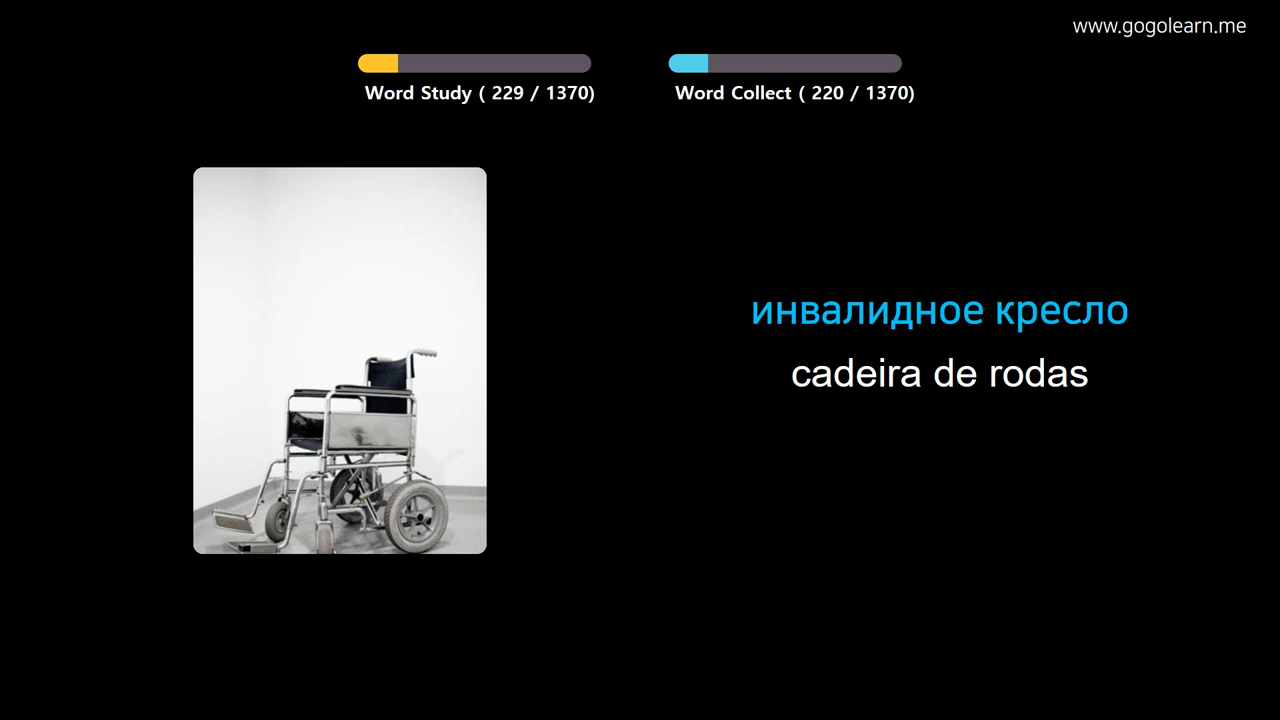 www.gogolearn.me
Word Study ( 229 / 1370)
Word Collect ( 220 / 1370)
инвалидное кресло
cadeira de rodas